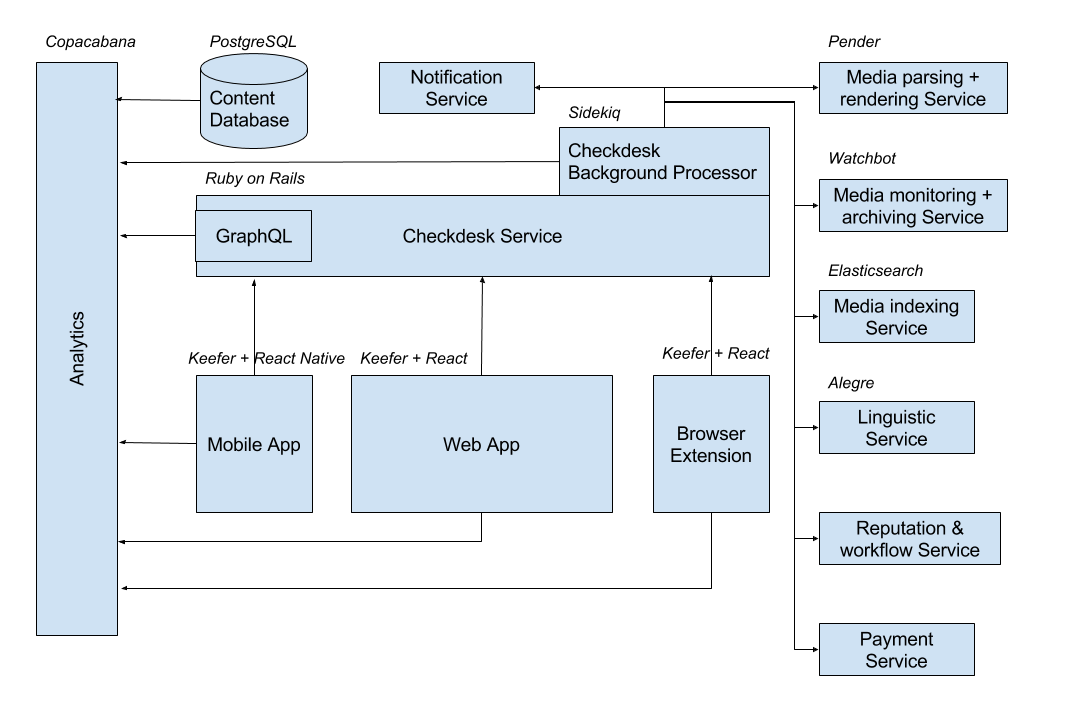 Copacabana
PostgreSQL
Pender
Content
Database
Notification
Service
Media parsing +
rendering Service
Sidekiq
Checkdesk
Background Processor
Watchbot
Ruby on Rails
Media monitoring +
archiving Service
GraphQL
Checkdesk Service
Elasticsearch
Media indexing
Service
Analytics
Keefer + React Native
Keefer + React
Keefer + React
Alegre
Mobile App
Web App
Browser
Extension
Linguistic
Service
Reputation &
workflow Service
Payment
Service